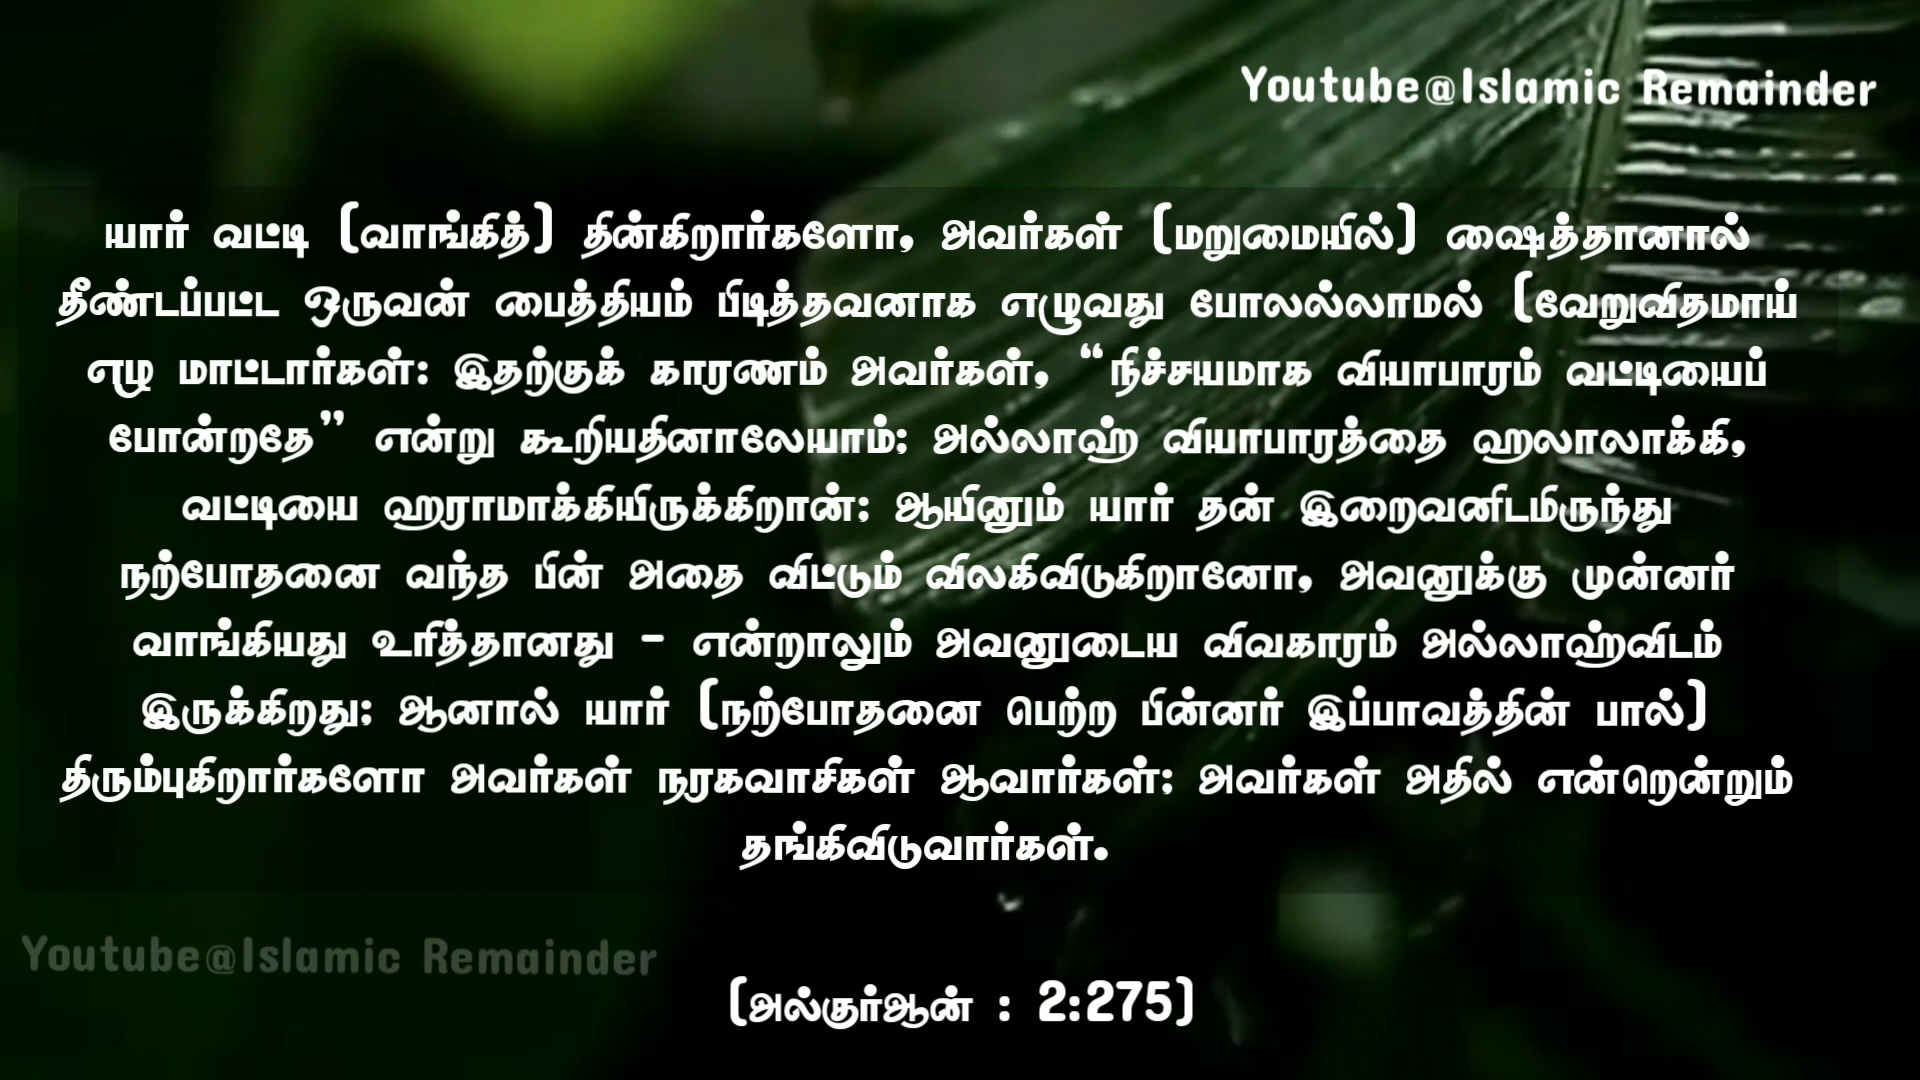 Youtube@Islamic Remainder
யார் வட்டி (வாங்கித்) தின்கிறார்களோ, அவர்கள் (மறுமையில்) ஷைத்தானால்
தீண்டப்பட்ட ஒருவன் பைத்தியம் பிடித்தவனாக எழுவது போலல்லாமல் (வேறுவிதமாய்
எழ மாட்டார்கள்: இதற்குக் காரணம் அவர்கள், “நிச்சயமாக வியாபாரம் வட்டியைப்
போன்றதே” என்று கூறியதினாலேயாம்; அல்லாஹ் வியாபாரத்தை ஹலாலாக்கி,
வட்டியை ஹராமாக்கியிருக்கிறான்; ஆயினும் யார் தன் இறைவனிடமிருந்து
நற்போதனை வந்த பின் அதை விட்டும் விலகிவிடுகிறானோ, அவனுக்கு முன்னர்
வாங்கியது உரித்தானது - என்றாலும் அவனுடைய விவகாரம் அல்லாஹ்விடம்
இருக்கிறது; ஆனால் யார் (நற்போதனை பெற்ற பின்னர் இப்பாவத்தின் பால்)
திரும்புகிறார்களோ அவர்கள் நரகவாசிகள் ஆவார்கள்; அவர்கள் அதில் என்றென்றும்
தங்கிவிடுவார்கள்.
Youtube@Islamic Remainder
(அல்குர்ஆன் : 2:275)